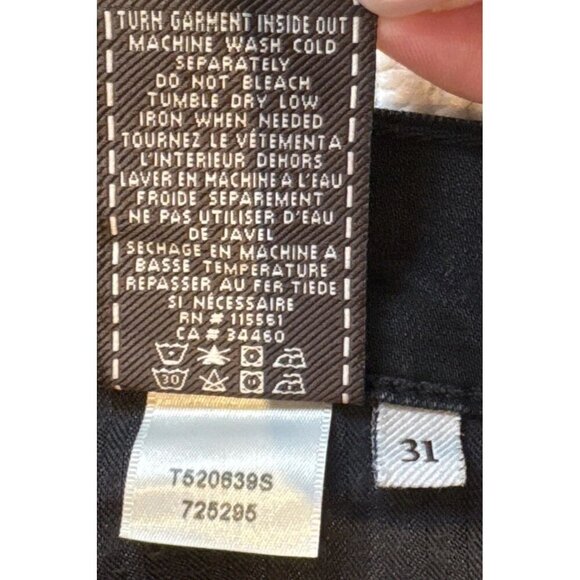 TURN GARMENT INSIDE OUT
MACHINE WASH COLD
SEPARATELY
DO NOT BLEACH
TUMBLE DRY LOW
IRON WHEN NEEDED
TOURNEZ LE VÉTEMENT A
L'INTERIEUR DEHORS
LAVER EN MACHINE A L'EAU
FROIDE SEPAREMENT
NE PAS UTILISER D'EAU
DE JAVEL
SECHAGE EN MACHINE A
BASSE TEMPERATURE
REPASSER AU FER TIEDE
SI NÉCESSAIRE
RN # 115561
CA # 34460
30
T520639S
725295
31